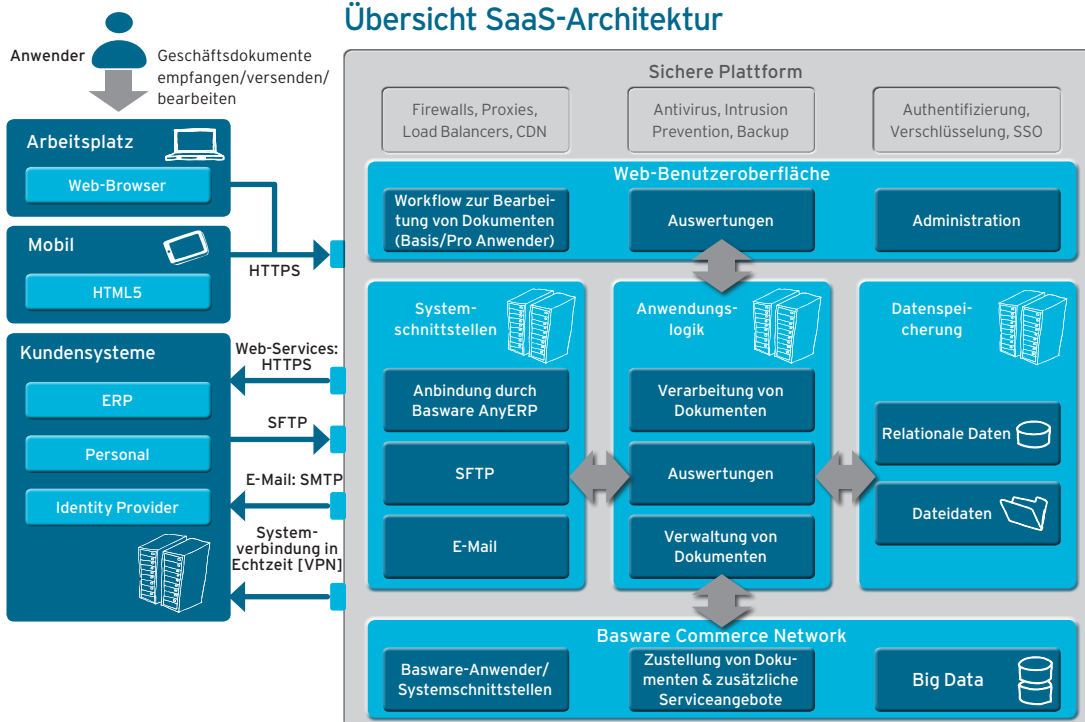 Übersicht SaaS-Architektur
Anwender
Geschäftsdokumente
empfangen/versenden/
bearbeiten
Arbeitsplatz
Web-Browser
Mobil
HTML5
HTTPS
Kundensysteme
ERP
Personal
Identity Provider
Web-Services:
HTTPS
SFTP
E-Mail: SMTP
System-
verbindung in
Echtzeit [VPN]
Sichere Plattform
Firewalls, Proxies,
Load Balancers, CDN
Antivirus, Intrusion
Prevention, Backup
Authentifizierung,
Verschlüsselung, SSO
Web-Benutzeroberfläche
Workflow zur Bearbei-
tung von Dokumenten
(Basis/Pro Anwender)
Auswertungen
Administration
System-
schnittstellen
Anbindung durch
Basware AnyERP
SFTP
E-Mail
Anwendungs-
logik
Verarbeitung von
Dokumenten
Auswertungen
Verwaltung von
Dokumenten
Datenspei-
cherung
Relationale Daten
Dateidaten
Basware Commerce Network
Basware-Anwender/
Systemschnittstellen
Zustellung von Doku-
menten & zusätzliche
Serviceangebote
Big Data